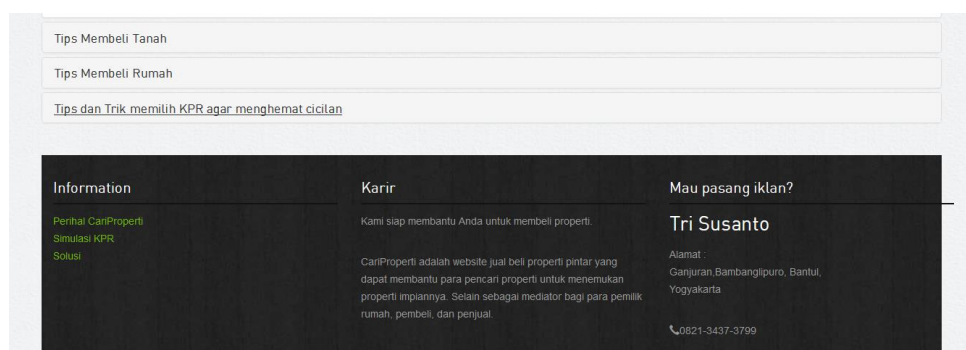 Tips Membeli Tanah
Tips Membeli Rumah
Tips dan Trik memilih KPR agar menghemat cicilan
Information
Perihal CariProperti
Simulasi KPR
Solusi
Karir
Kami siap membantu Anda untuk membeli properti.
CariProperti adalah website jual beli properti pintar yang
dapat membantu para pencari properti untuk menemukan
properti impiannya. Selain sebagai mediator bagi para pemilik
rumah, pembeli, dan penjual.
Mau pasang iklan?
Tri Susanto
Alamat :
Ganjuran,Bambanglipuro, Bantul,
Yogyakarta
0821-3437-3799